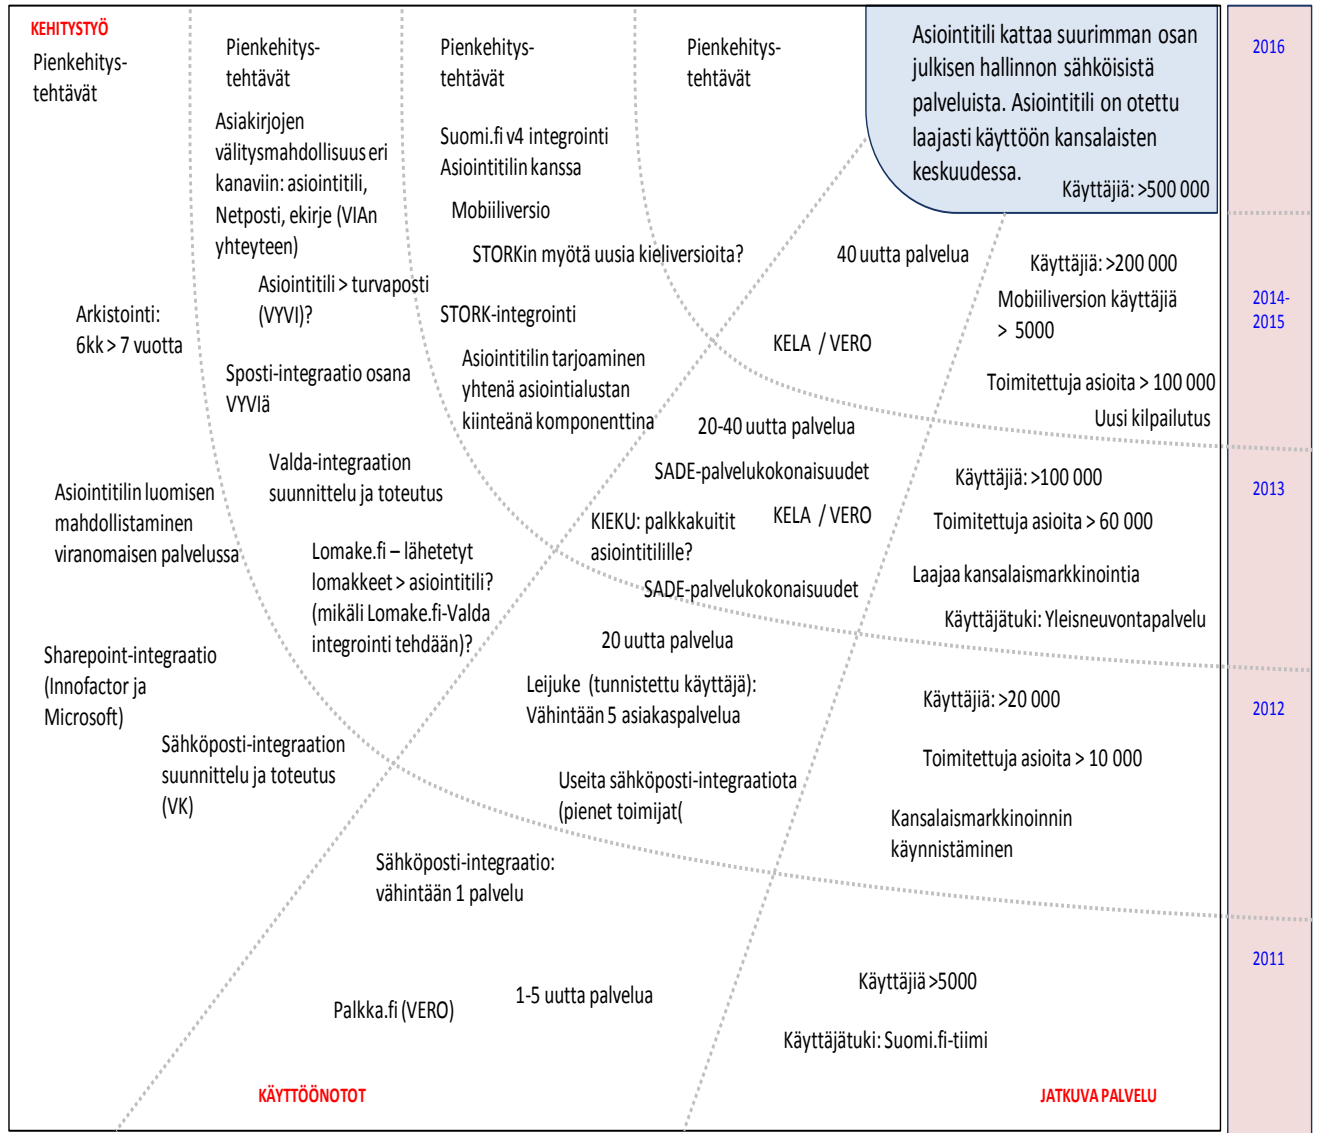 KEHITYSTYÖ
Pienkehitys-
tehtävät
Pienkehitys-
tehtävät
Pienkehitys-
tehtävät
Pienkehitys-
tehtävät
Asiointitili kattaa suurimman osan
julkisen hallinnon sähköisistä
palveluista. Asiointitili on otettu
laajasti käyttöön kansalaisten
keskuudessa.
Käyttäjiä: >500 000
2016
Asiakirjojen
välitysmahdollisuus eri
kanaviin: asiointitili,
Netposti, ekirje (VIAn
yhteyteen)
Suomi.fi v4 integrointi
Asiointitilin kanssa
Mobiiliversio
STORKin myötä uusia kieliversioita?
40 uutta palvelua
Käyttäjiä: >200 000
Mobiiliversion käyttäjiä
> 5000
2014-
2015
Asiointitili > turvaposti
(VYVI)?
Arkistointi:
6kk > 7 vuotta
STORK-integrointi
KELA / VERO
Sposti-integraatio osana
VYVIä
Asiointitilin tarjoaminen
yhtenä asiointialustan
kiinteänä komponenttina
Toimitettuja asioita > 100 000
Uusi kilpailutus
20-40 uutta palvelua
Valda-integraation
suunnittelu ja toteutus
SADE-palvelukokonaisuudet
Käyttäjiä: >100 000
2013
Asiointitilin luomisen
mahdollistaminen
viranomaisen palvelussa
KIEKU: palkkakuitit
asiointitilille?
KELA / VERO
Toimitettuja asioita > 60 000
Lomake.fi – lähetetyt
lomakkeet > asiointitili?
(mikäli Lomake.fi-Valda
integrointi tehdään)?
SADE-palvelukokonaisuudet
Laajaa kansalaismarkkinointia
Käyttäjätuki: Yleisneuvontapalvelu
20 uutta palvelua
Sharepoint-integraatio
(Innofactor ja
Microsoft)
Leijuke (tunnistettu käyttäjä):
Vähintään 5 asiakaspalvelua
Käyttäjiä: >20 000
2012
Sähköposti-integraation
suunnittelu ja toteutus
(VK)
Useita sähköposti-integraatiota
(pienet toimijat(
Toimitettuja asioita > 10 000
Kansalaismarkkinoinnin
käynnistäminen
Sähköposti-integraatio:
vähintään 1 palvelu
2011
Palkka.fi (VERO)
1-5 uutta palvelua
Käyttäjiä >5000
Käyttäjätuki: Suomi.fi-tiimi
KÄYTTÖÖNOTOT
JATKUVA PALVELU